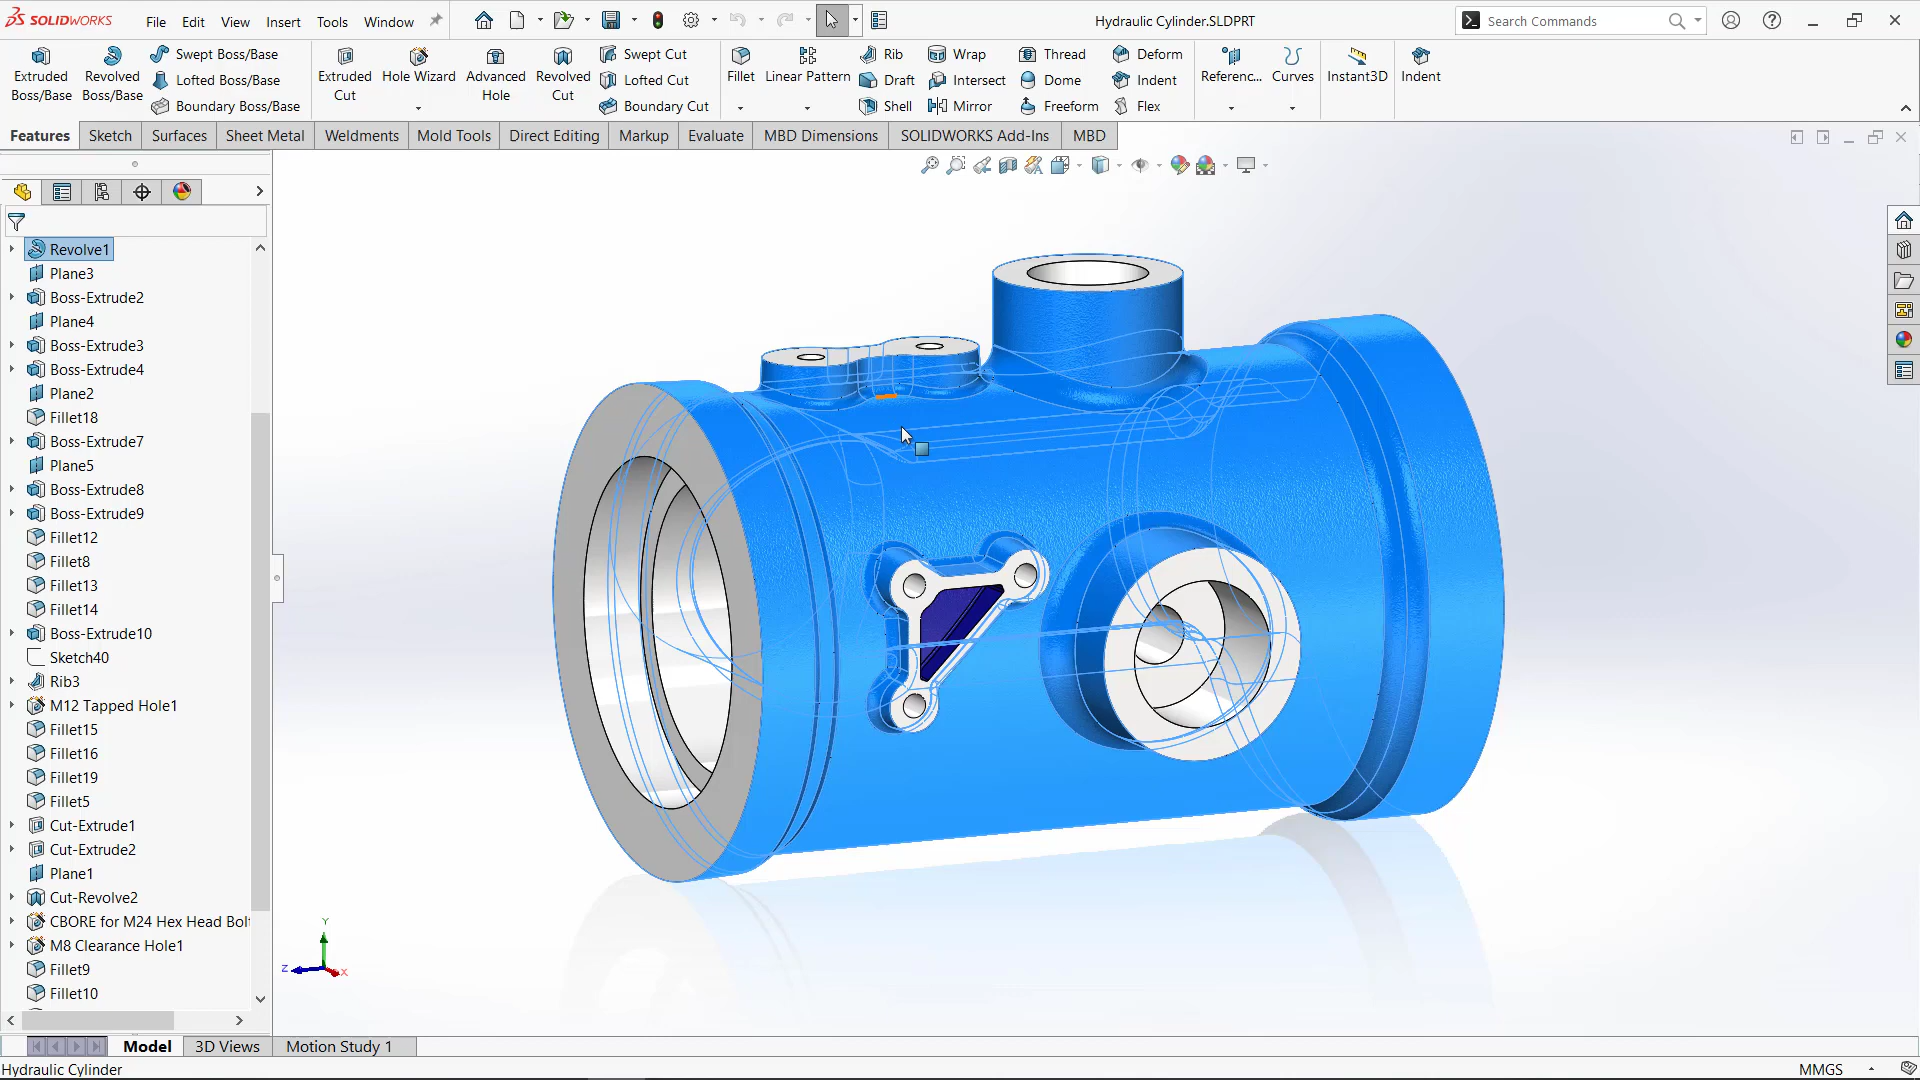 SOLIDWORKS File Edit View Insert Tools Window Hydraulic Cylinder.SLDPRT Search Commands
Extruded Boss/Base
Revolved Boss/Base
Swept Boss/Base
Lofted Boss/Base
Boundary Boss/Base
Extruded Cut
Hole Wizard
Advanced Hole
Revolved Cut
Swept Cut
Lofted Cut
Boundary Cut
Fillet
Linear Pattern
Rib
Draft
Shell
Wrap
Intersect
Mirror
Thread
Dome
Freeform
Deform
Indent
Flex
Referenc...
Curves
Instant3D
Indent
Features Sketch Surfaces Sheet Metal Weldments Mold Tools Direct Editing Markup Evaluate MBD Dimensions SOLIDWORKS Add-Ins MBD
Revolve1
Plane3
Boss-Extrude2
Plane4
Boss-Extrude3
Boss-Extrude4
Plane2
Fillet18
Boss-Extrude7
Plane5
Boss-Extrude8
Boss-Extrude9
Fillet12
Fillet8
Fillet13
Fillet14
Boss-Extrude10
Sketch40
Rib3
M12 Tapped Hole1
Fillet15
Fillet16
Fillet19
Fillet5
Cut-Extrude1
Cut-Extrude2
Plane1
Cut-Revolve2
CBORE for M24 Hex Head Bolt
M8 Clearance Hole1
Fillet9
Fillet10
Y
Z
X
Model 3D Views Motion Study 1
Hydraulic Cylinder MMGS